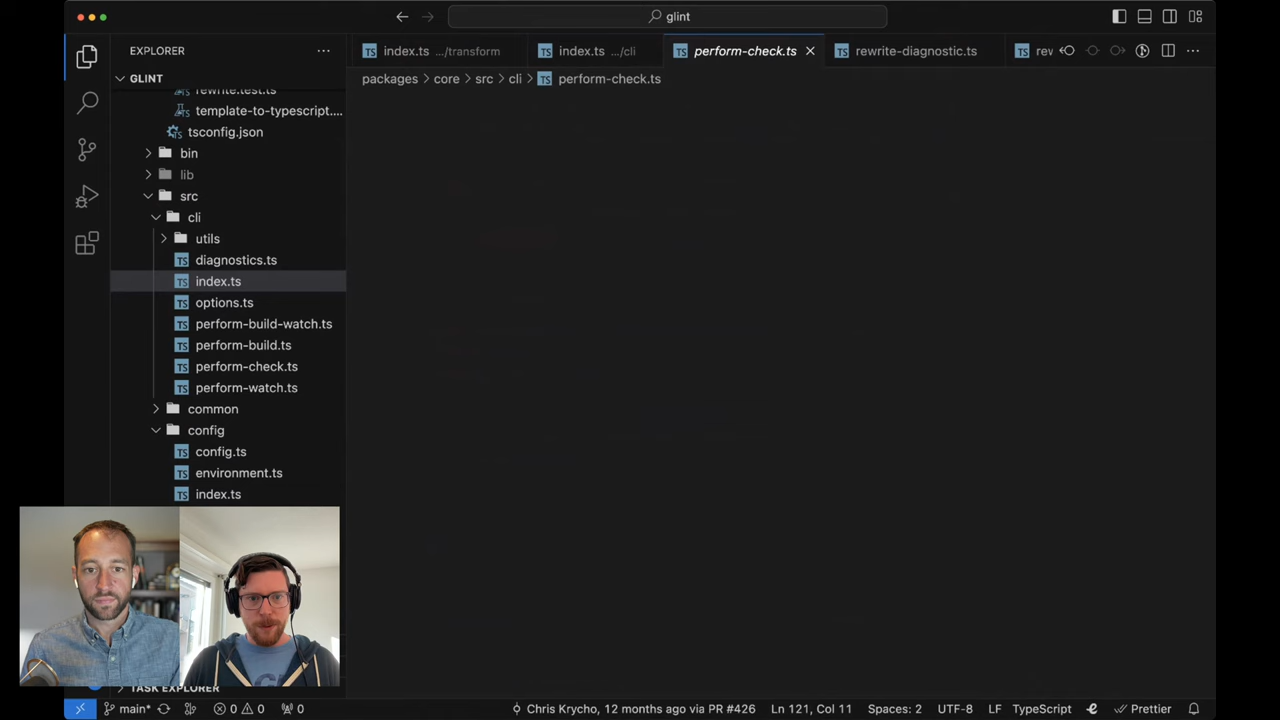 glint
EXPLORER
index.ts .../transform
index.ts .../cli
perform-check.ts
rewrite-diagnostic.ts
rev
GLINT
packages > core > src > cli > perform-check.ts
rewrite.test.ts
template-to-typescript....
tsconfig.json
bin
lib
src
cli
utils
diagnostics.ts
index.ts
options.ts
perform-build-watch.ts
perform-build.ts
perform-check.ts
perform-watch.ts
common
config
config.ts
environment.ts
index.ts
TASK EXPLORER
main* 0 0 0 Chris Krycho, 12 months ago via PR #426 Ln 121, Col 11 Spaces: 2 UTF-8 LF TypeScript Prettier